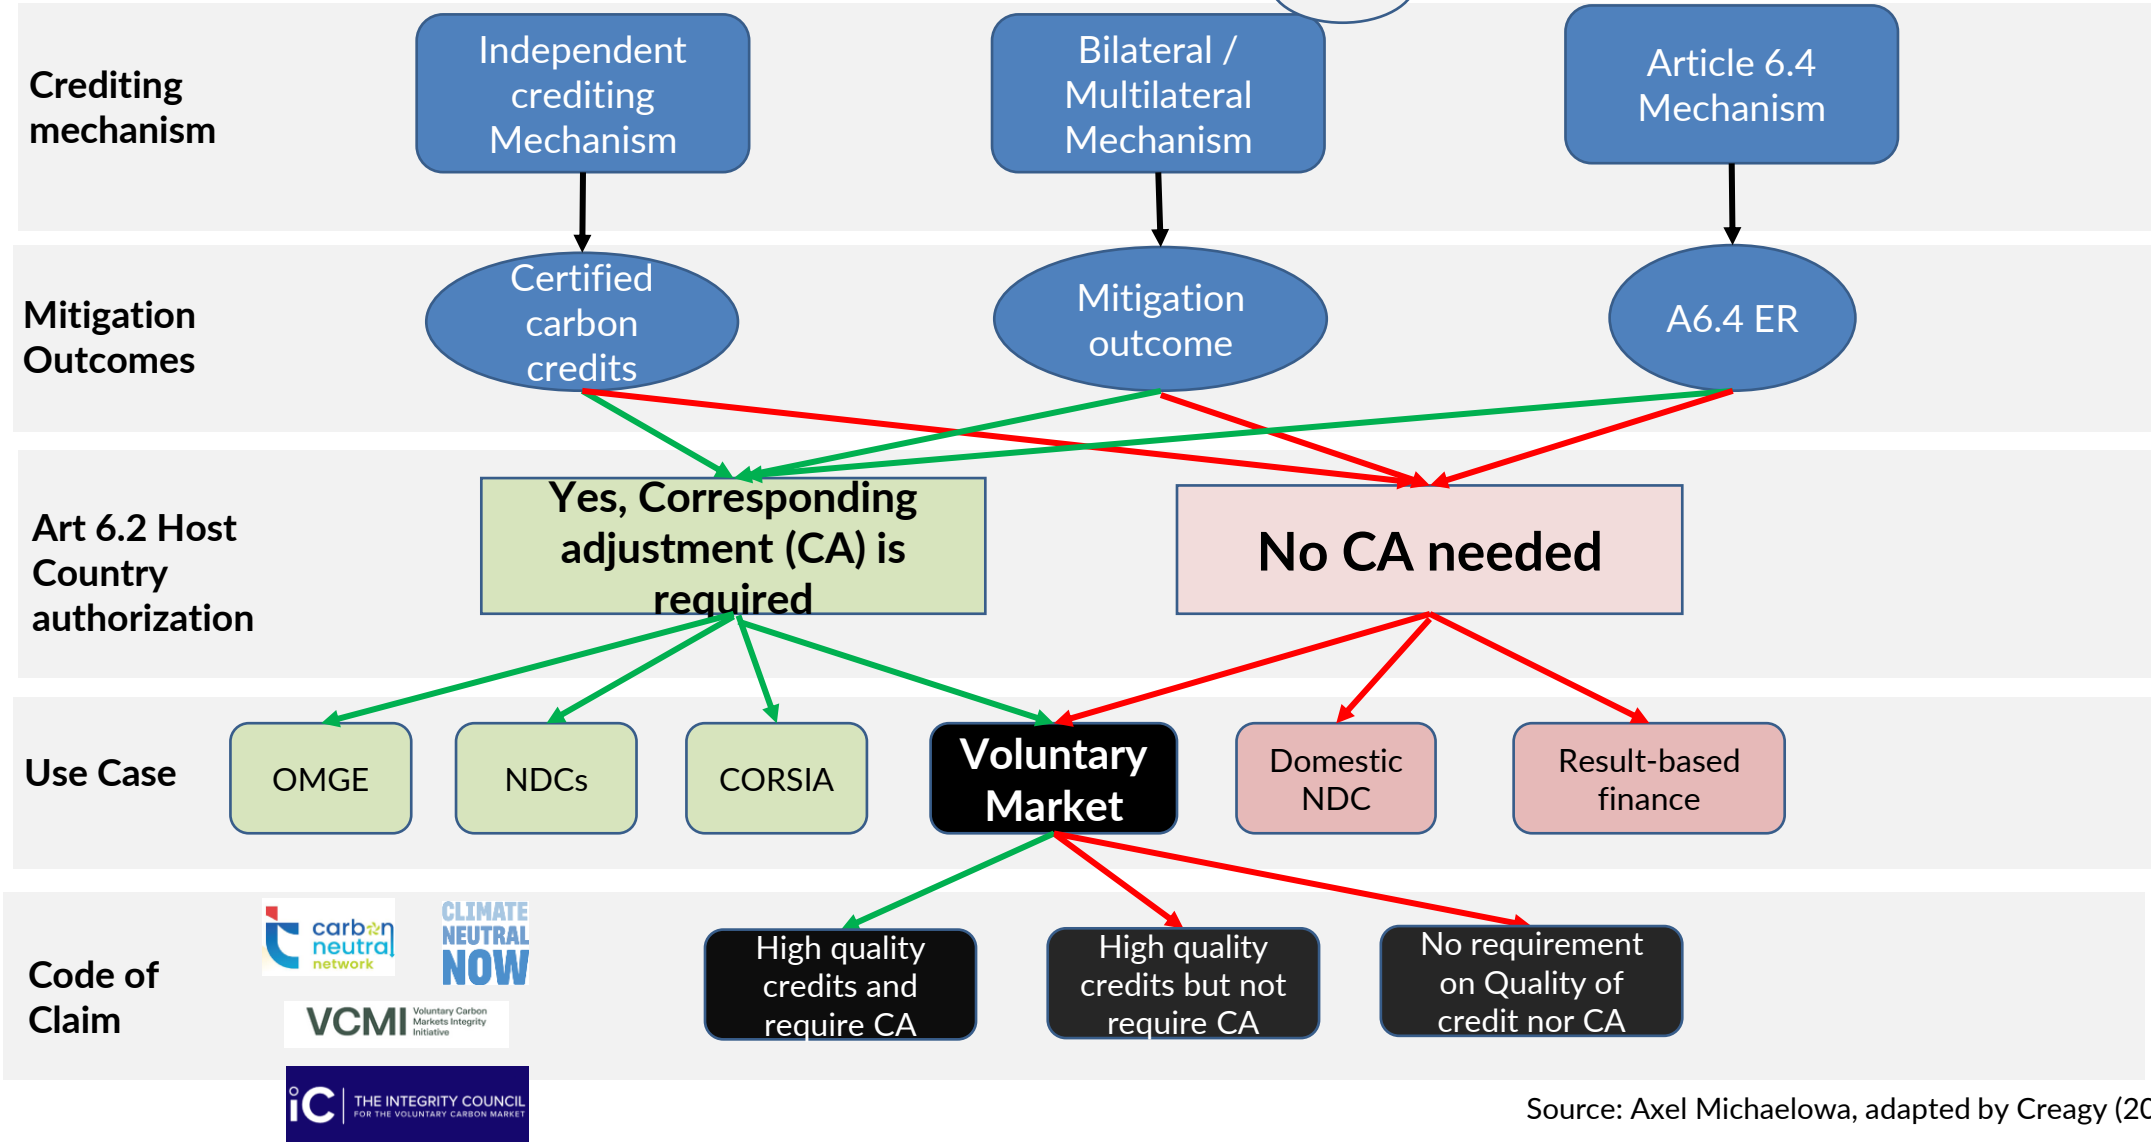 Crediting
mechanism
Independent
crediting
Mechanism
Bilateral /
Multilateral
Mechanism
Article 6.4
Mechanism
Mitigation
Outcomes
Certified
carbon
credits
Mitigation
outcome
A6.4 ER
Art 6.2 Host
Country
authorization
Yes, Corresponding
adjustment (CA) is
required
No CA needed
Use Case
OMGE
NDCs
CORSIA
Voluntary
Market
Domestic
NDC
Result-based
finance
Code of
Claim
carbon
neutral
network
CLIMATE
NEUTRAL
NOW
VCMI
Voluntary Carbon
Markets Integrity
Initiative
iC
THE INTEGRITY COUNCIL
FOR THE VOLUNTARY CARBON MARKET
High quality
credits and
require CA
High quality
credits but not
require CA
No requirement
on Quality of
credit nor CA
Source: Axel Michaelowa, adapted by Creagy (20